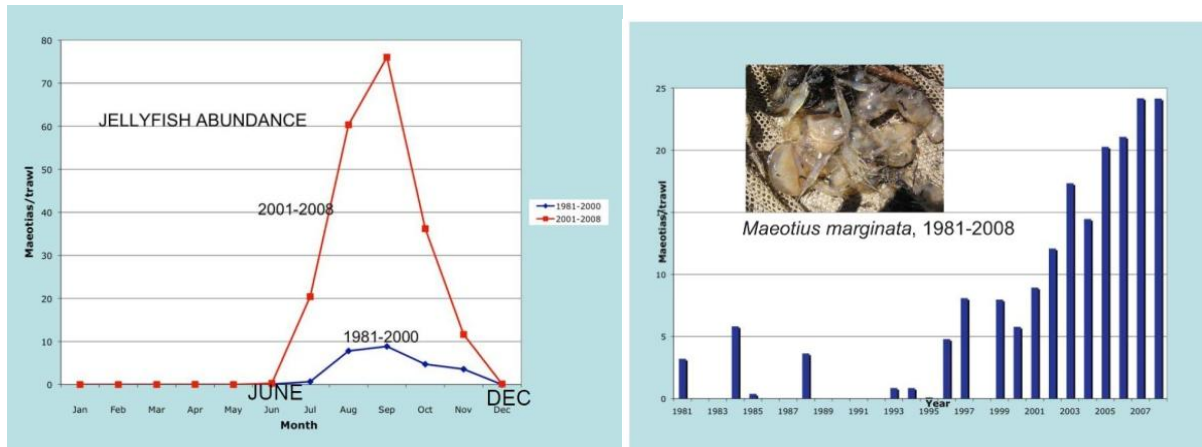 80
70
JELLYFISH ABUNDANCE
60
50
2001-2008
40
30
20
1981-2000
10
0
Maeotias/trawl
JUNE
DEC
Jan Feb Mar Apr May Jun Jul Aug Sep Oct Nov Dec
Month
1981-2000
2001-2008
25
20
15
10
5
0
Maeotias/trawl
Maeotius marginata, 1981-2008
1981 1983 1985 1987 1989 1991 1993 1995 1997 1999 2001 2003 2005 2007
Year